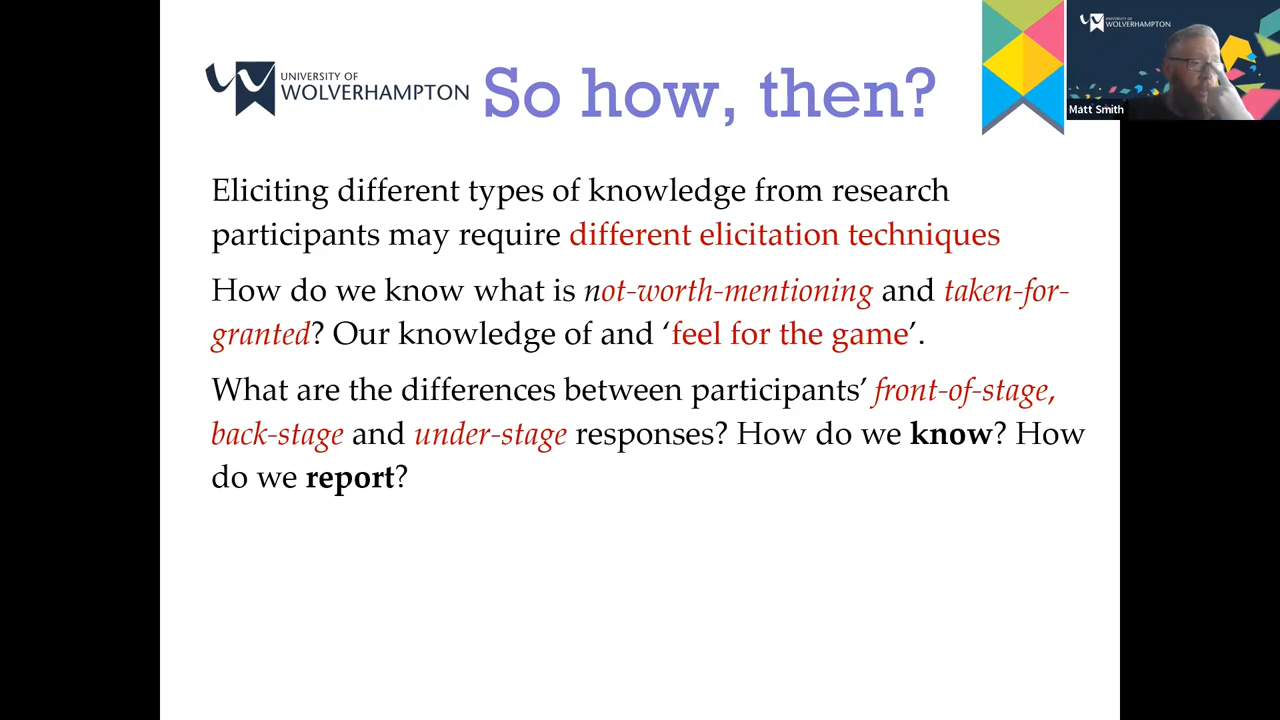 UNIVERSITY OF
WOLVERHAMPTON
So how, then?
UNIVERSITY OF
WOLVERHAMPTON
Matt Smith
Eliciting different types of knowledge from research
participants may require different elicitation techniques
How do we know what is not-worth-mentioning and taken-for-
granted? Our knowledge of and ‘feel for the game’.
What are the differences between participants’ front-of-stage,
back-stage and under-stage responses? How do we know? How
do we report?